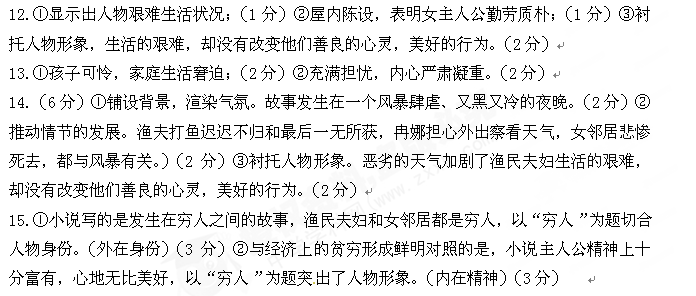 12.①显示出人物艰难生活状况；（1 分）②屋内陈设，表明女主人公勤劳质朴；（1 分）③衬
托人物形象，生活的艰难，却没有改变他们善良的心灵，美好的行为。（2分）
13.①孩子可怜，家庭生活窘迫；（2 分）②充满担忧，内心严肃凝重。（2分）
14.（6分）①铺设背景，渲染气氛。故事发生在一个风暴肆虐、又黑又冷的夜晚。（2分）②
推动情节的发展。渔夫打鱼迟迟不归和最后一无所获，冉娜担心外出察看天气，女邻居悲惨
死去，都与风暴有关。）（2 分）③衬托人物形象。恶劣的天气加剧了渔民夫妇生活的艰难，
却没有改变他们善良的心灵，美好的行为。（2分）
15.①小说写的是发生在穷人之间的故事，渔民夫妇和女邻居都是穷人，以“穷人”为题切合
人物身份。（外在身份）（3 分）②与经济上的贫穷形成鲜明对照的是，小说主人公精神上十
分富有，心地无比美好，以“穷人”为题突出了人物形象。（内在精神）（3分）